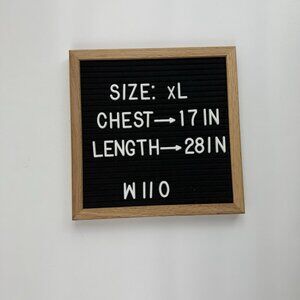 SIZE: xL
CHEST→17IN
LENGTH→28IN
W110